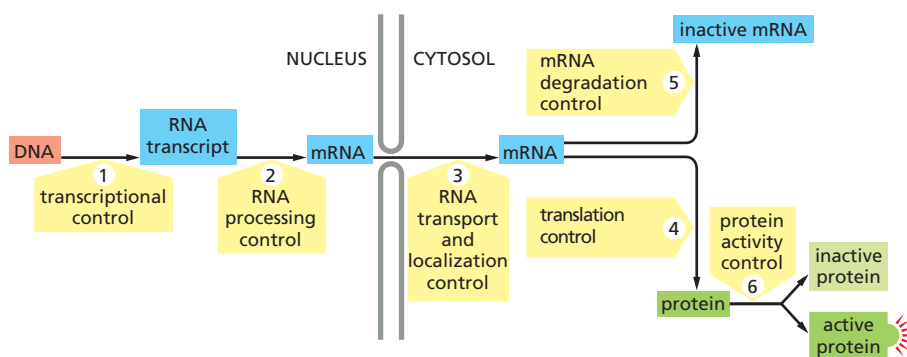 NUCLEUS
CYTOSOL
DNA
1
transcriptional
control
RNA
transcript
2
RNA
processing
control
mRNA
3
RNA
transport
and
localization
control
mRNA
mRNA
degradation
control
5
inactive mRNA
translation
control
4
protein
protein
activity
control
6
inactive
protein
active
protein